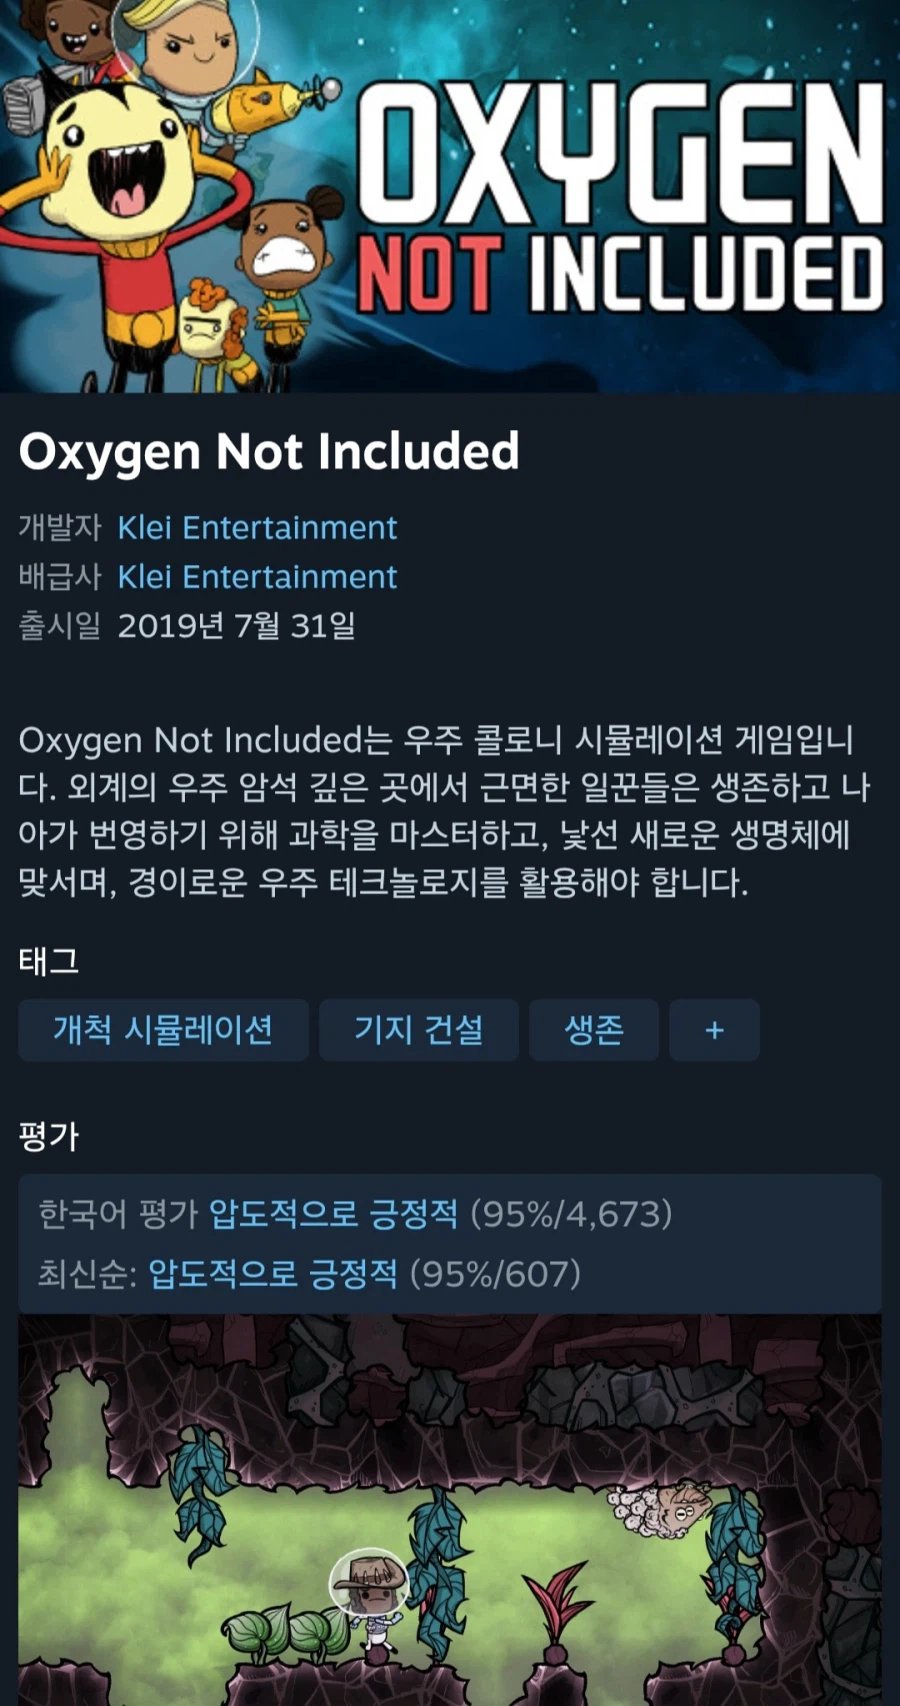 OXYGEN
NOT INCLUDED
Oxygen Not Included
개발자 Klei Entertainment
배급사 Klei Entertainment
출시일 2019년 7월 31일
Oxygen Not Included는 우주 콜로니 시뮬레이션 게임입니
다. 외계의 우주 암석 깊은 곳에서 근면한 일꾼들은 생존하고 나
아가 번영하기 위해 과학을 마스터하고, 낯선 새로운 생명체에
맞서며, 경이로운 우주 테크놀로지를 활용해야 합니다.
태그
개척 시뮬레이션 기지 건설 생존 +
평가
한국어 평가 압도적으로 긍정적 (95%/4,673)
최신순: 압도적으로 긍정적 (95%/607)